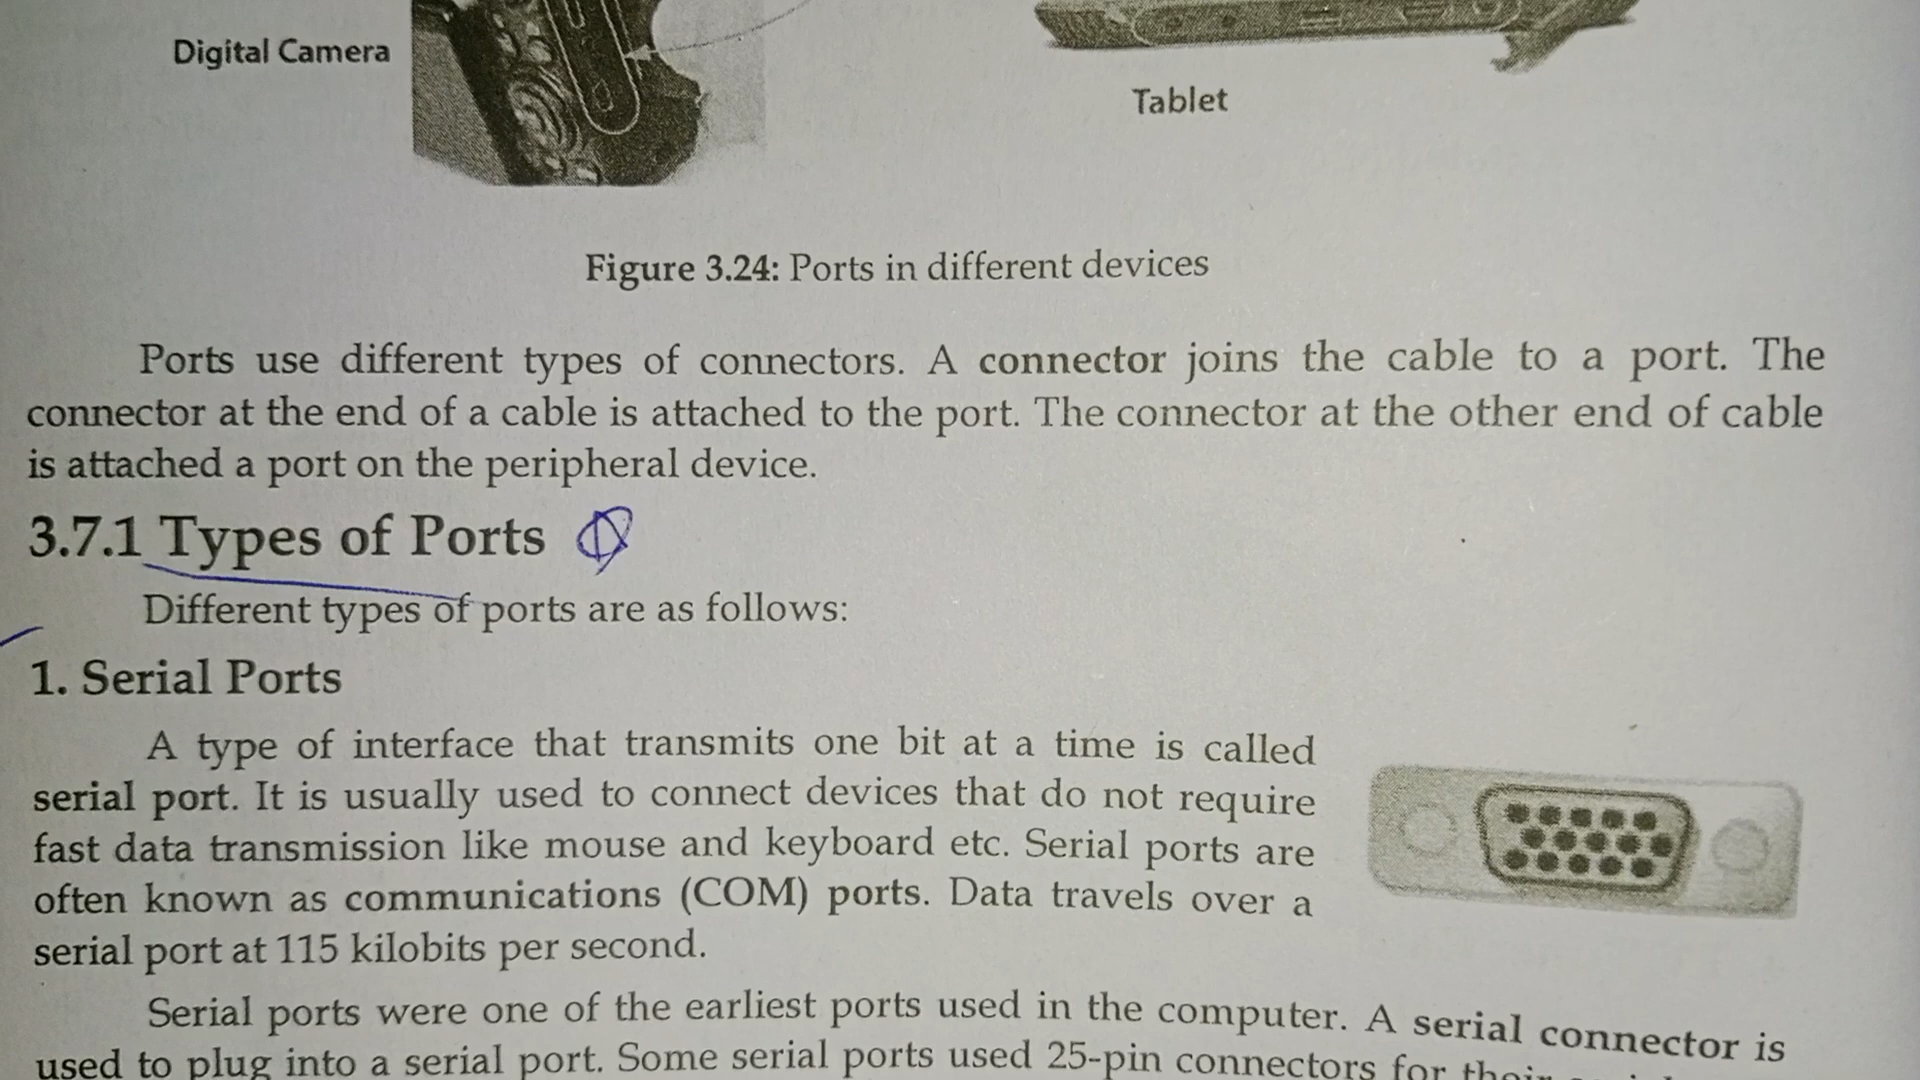 Digital Camera
Tablet
Figure 3.24: Ports in different devices
Ports use different types of connectors. A connector joins the cable to a port. The
connector at the end of a cable is attached to the port. The connector at the other end of cable
is attached a port on the peripheral device.
3.7.1 Types of Ports
Different types of ports are as follows:
1. Serial Ports
A type of interface that transmits one bit at a time is called
serial port. It is usually used to connect devices that do not require
fast data transmission like mouse and keyboard etc. Serial ports are
often known as communications (COM) ports. Data travels over a
serial port at 115 kilobits per second.
Serial ports were one of the earliest ports used in the computer. A serial connector is
used to plug into a serial port. Some serial ports used 25-pin connectors for their